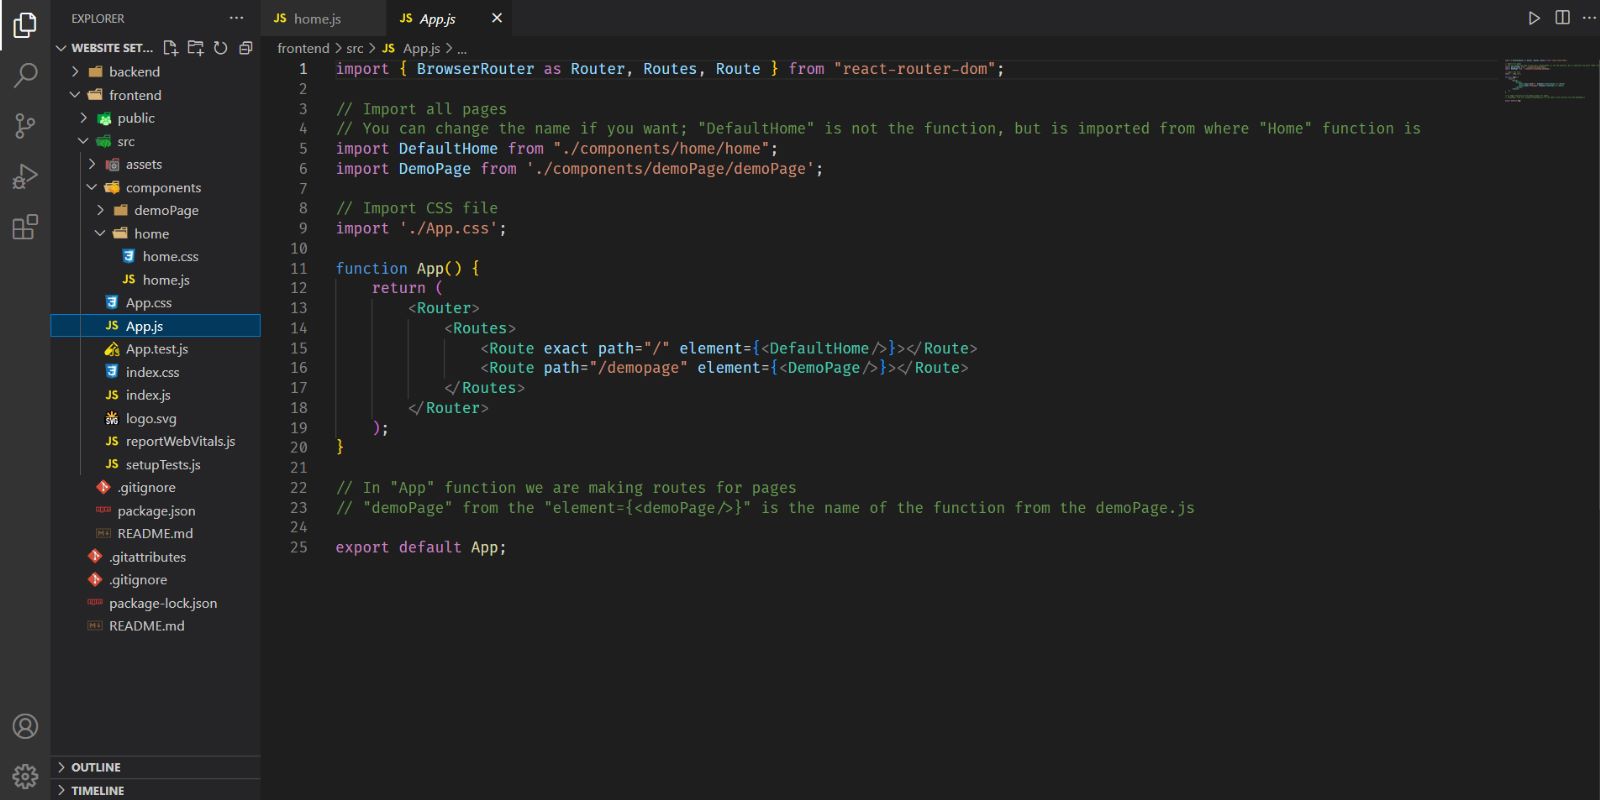 EXPLORER
WEBSITE SET...
backend
frontend
public
src
assets
components
demoPage
home
home.css
home.js
App.css
App.js
App.test.js
index.css
index.js
logo.svg
reportWebVitals.js
setupTests.js
.gitignore
package.json
README.md
.gitattributes
.gitignore
package-lock.json
README.md
OUTLINE
TIMELINE
JS home.js
JS App.js
frontend > src > JS App.js > ...
1 import { BrowserRouter as Router, Routes, Route } from "react-router-dom";
2
3 // Import all pages
4 // You can change the name if you want; "DefaultHome" is not the function, but is imported from where "Home" function is
5 import DefaultHome from "./components/home/home";
6 import DemoPage from './components/demoPage/demoPage';
7
8 // Import CSS file
9 import './App.css';
10
11 function App() {
12 return (
13 <Router>
14 <Routes>
15 <Route exact path="/" element={<DefaultHome/>}></Route>
16 <Route path="/demopage" element={<DemoPage/>}></Route>
17 </Routes>
18 </Router>
19 );
20 }
21
22 // In "App" function we are making routes for pages
23 // "demoPage" from the "element={<demoPage/>}" is the name of the function from the demoPage.js
24
25 export default App;